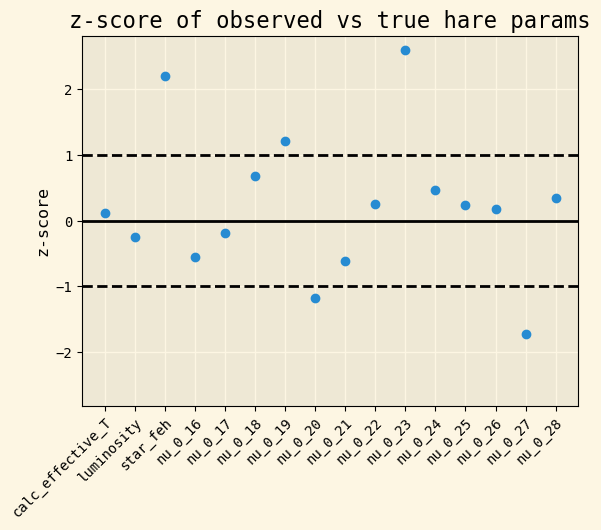 z-score of observed vs true hare params
z-score
2
1
0
−1
−2
calc_effective_T
luminosity
star_feh
nu_0_16
nu_0_17
nu_0_18
nu_0_19
nu_0_20
nu_0_21
nu_0_22
nu_0_23
nu_0_24
nu_0_25
nu_0_26
nu_0_27
nu_0_28